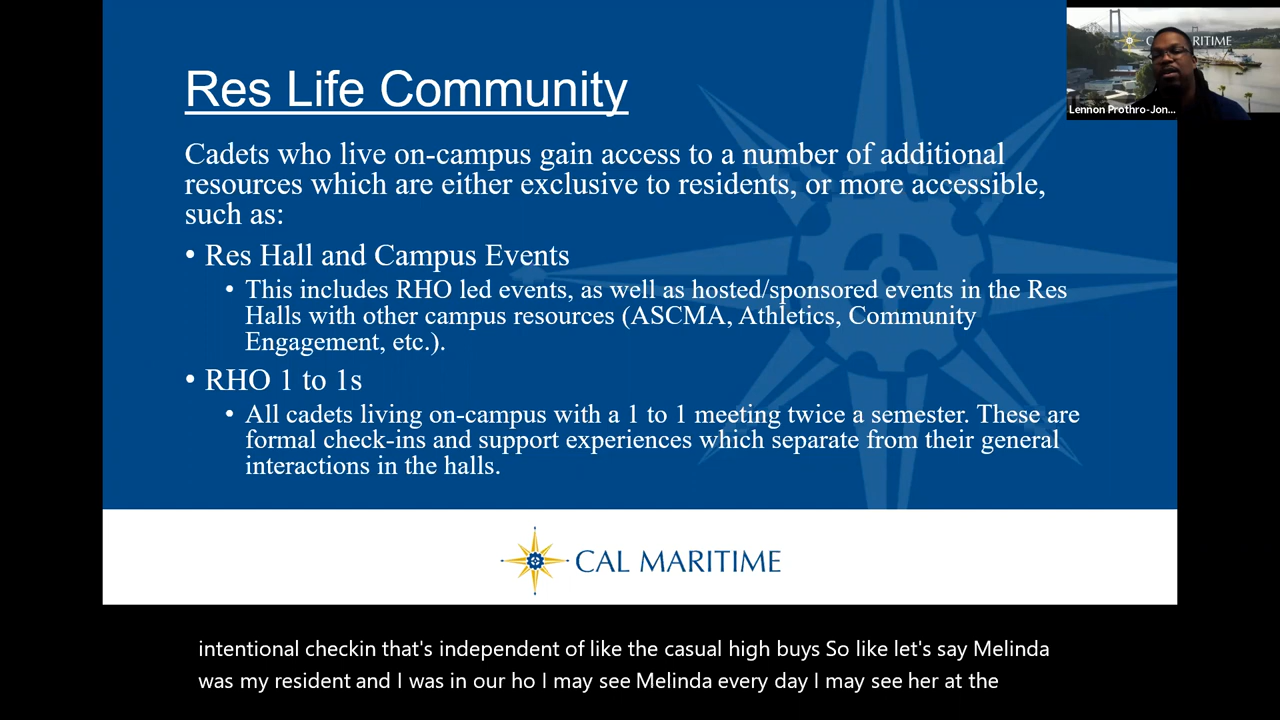 Res Life Community
Cadets who live on-campus gain access to a number of additional
resources which are either exclusive to residents, or more accessible,
such as:
• Res Hall and Campus Events
• This includes RHO led events, as well as hosted/sponsored events in the Res
Halls with other campus resources (ASCMA, Athletics, Community
Engagement, etc.).
• RHO 1 to 1s
• All cadets living on-campus with a 1 to 1 meeting twice a semester. These are
formal check-ins and support experiences which separate from their general
interactions in the halls.
CAL MARITIME
RITIME
Lennon Prothro-Jon...
intentional checkin that's independent of like the casual high buys So like let's say Melinda
was my resident and I was in our ho I may see Melinda every day I may see her at the